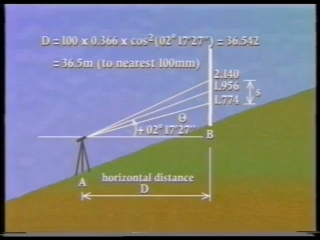 D = 100 x 0.366 x cos²(02° 17'27'') = 36.542
= 36.5m (to nearest 100mm)
2.140
1.956
1.774
s
θ
+02° 17'27''
B
A
horizontal distance
D